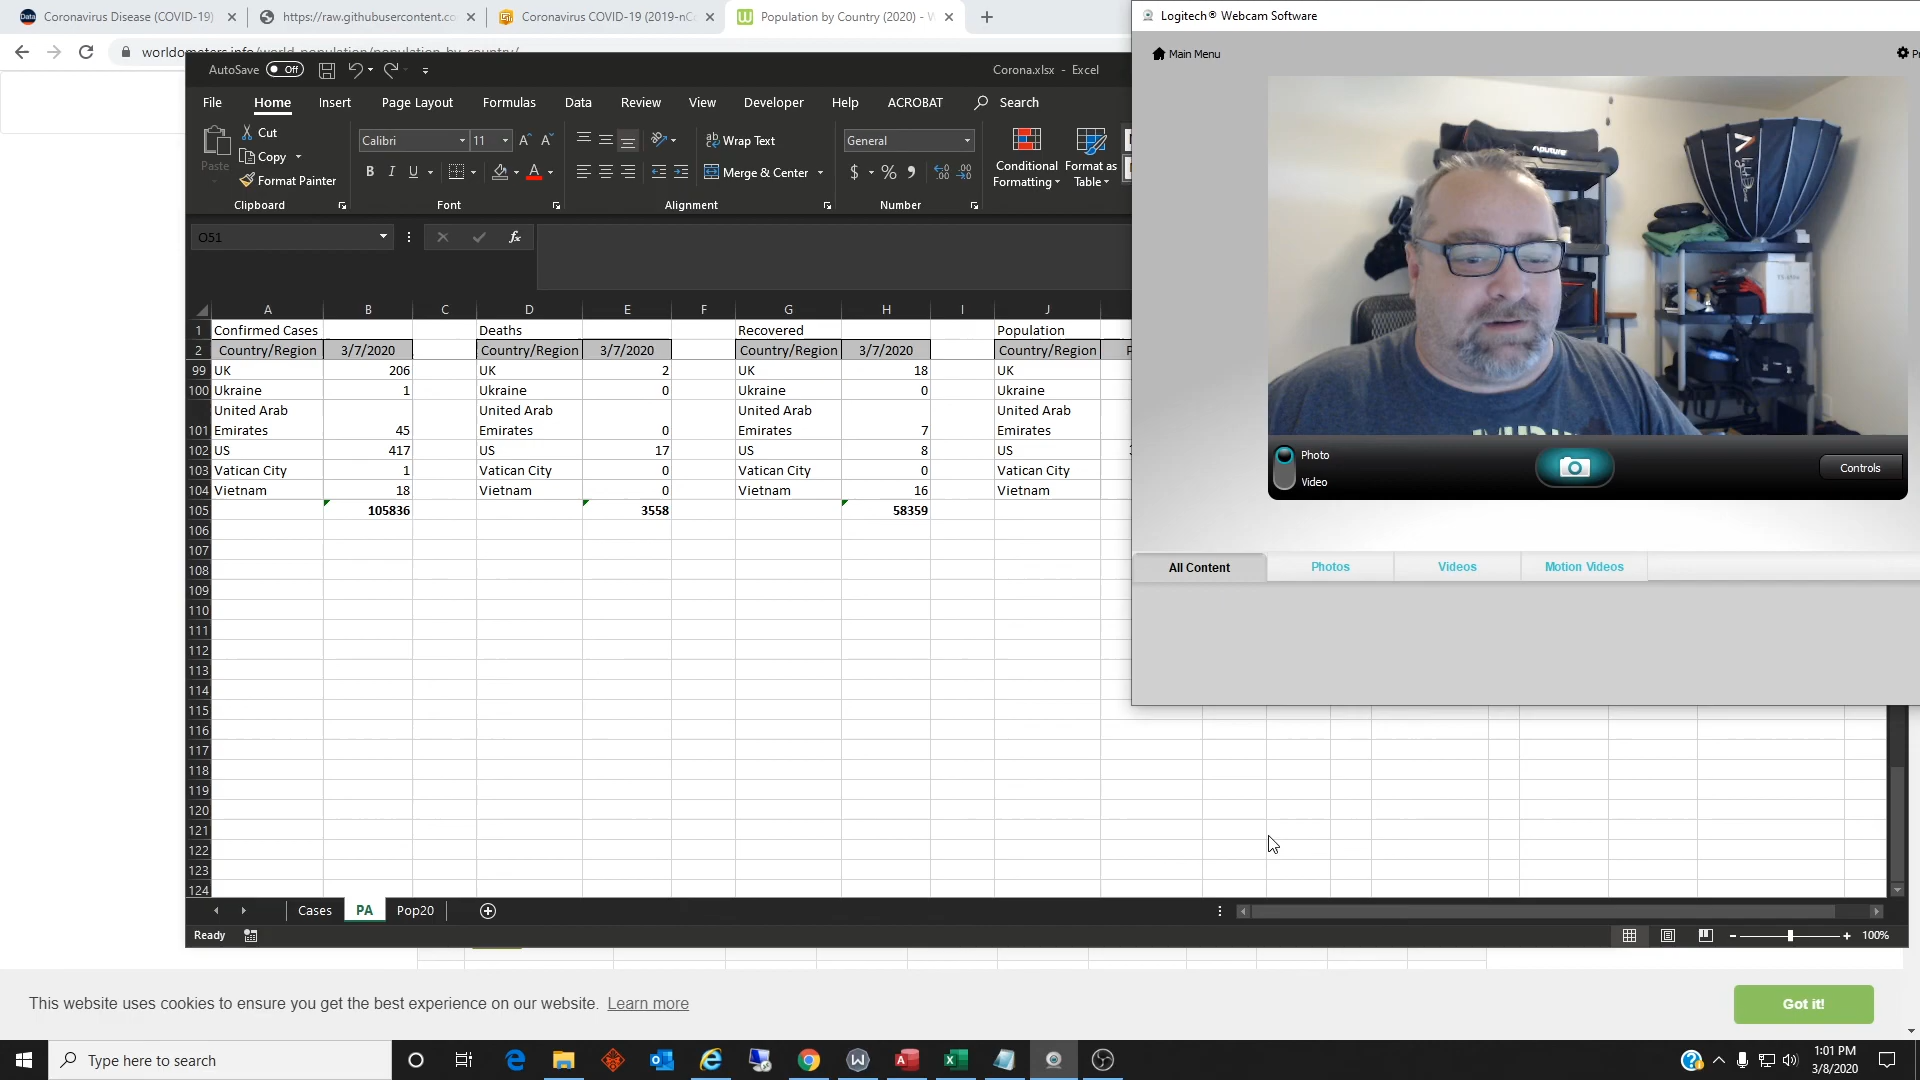 Coronavirus Disease (COVID-19)
https://raw.githubusercontent.co
Coronavirus COVID-19 (2019-nC
Population by Country (2020) - W
Logitech® Webcam Software
worldometers.info/world-population/population-by-country/
Main Menu
AutoSave Off
Corona.xlsx - Excel
File Home Insert Page Layout Formulas Data Review View Developer Help ACROBAT Search
Paste
Cut
Copy
Format Painter
Clipboard
Calibri 11
B I U
Font
Wrap Text
Merge & Center
Alignment
General
$ % ,
Number
Conditional Formatting
Format as Table
O51
fx
A B C D E F G H I J
1 Confirmed Cases Deaths Recovered Population
2 Country/Region 3/7/2020 Country/Region 3/7/2020 Country/Region 3/7/2020 Country/Region P
99 UK 206 UK 2 UK 18 UK
100 Ukraine 1 Ukraine 0 Ukraine 0 Ukraine
United Arab United Arab United Arab United Arab
101 Emirates 45 Emirates 0 Emirates 7 Emirates
102 US 417 US 17 US 8 US
103 Vatican City 1 Vatican City 0 Vatican City 0 Vatican City
104 Vietnam 18 Vietnam 0 Vietnam 16 Vietnam
105 105836 3558 58359
106
107
108
109
110
111
112
113
114
115
116
117
118
119
120
121
122
123
124
aputure
Photo
Video
Controls
All Content Photos Videos Motion Videos
Cases PA Pop20
Ready
100%
This website uses cookies to ensure you get the best experience on our website. Learn more
Got it!
Type here to search
1:01 PM
3/8/2020